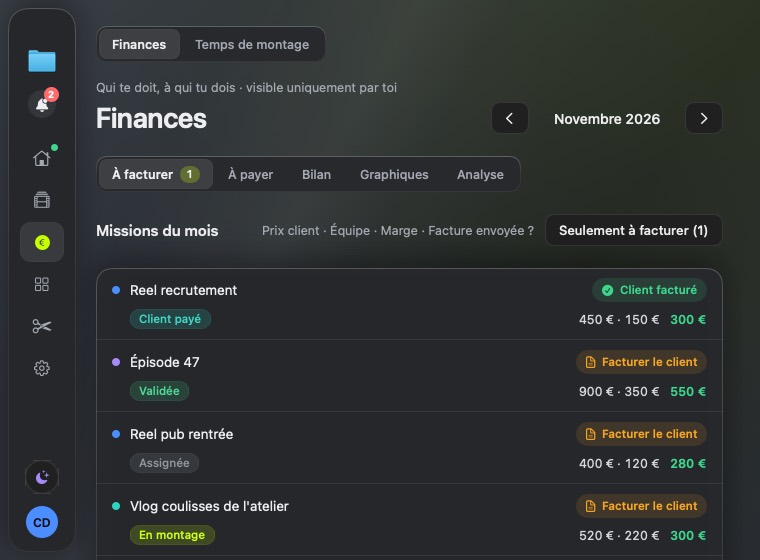 Finances
Temps de montage
2
Qui te doit, à qui tu dois · visible uniquement par toi
Finances
Novembre 2026
À facturer 1
À payer
Bilan
Graphiques
Analyse
Missions du mois
Prix client · Équipe · Marge · Facture envoyée ?
Seulement à facturer (1)
Reel recrutement
Client facturé
Client payé
450 € · 150 € 300 €
Épisode 47
Facturer le client
Validée
900 € · 350 € 550 €
Reel pub rentrée
Facturer le client
Assignée
400 € · 120 € 280 €
Vlog coulisses de l'atelier
Facturer le client
En montage
520 € · 220 € 300 €
€
CD